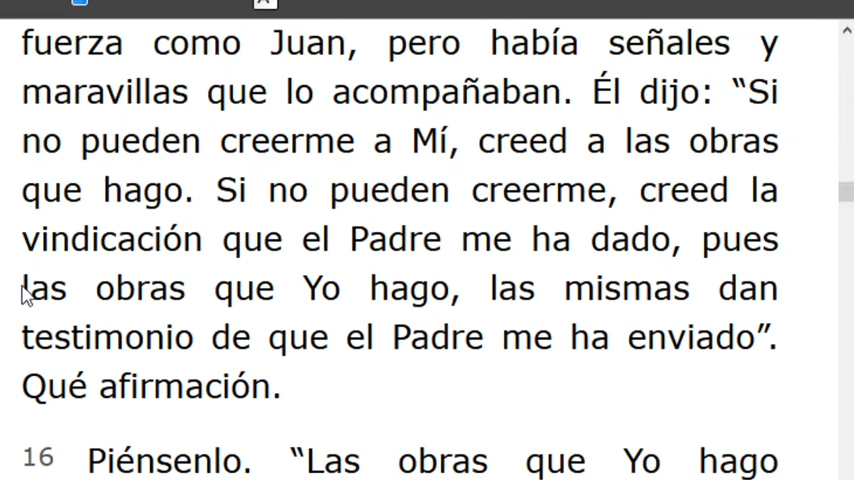 fuerza como Juan, pero había señales y
maravillas que lo acompañaban. Él dijo: “Si
no pueden creerme a Mí, creed a las obras
que hago. Si no pueden creerme, creed la
vindicación que el Padre me ha dado, pues
las obras que Yo hago, las mismas dan
testimonio de que el Padre me ha enviado”.
Qué afirmación.
16 Piénsenlo. “Las obras que Yo hago